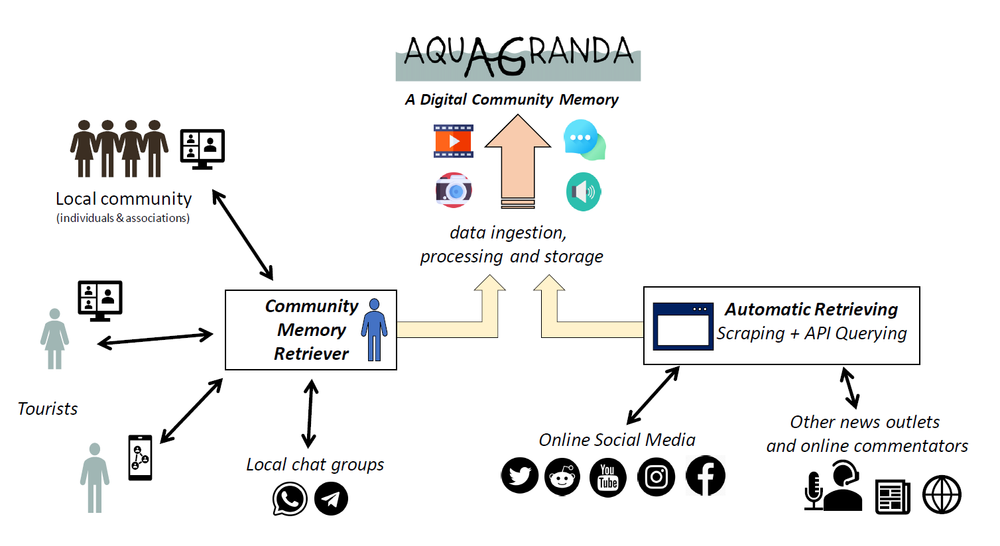 AQUAGRANDA
A Digital Community Memory
Local community
(individuals & associations)
data ingestion,
processing and storage
Community
Memory
Retriever
Automatic Retrieving
Scraping + API Querying
Tourists
Local chat groups
Online Social Media
Other news outlets
and online commentators
You
Tube